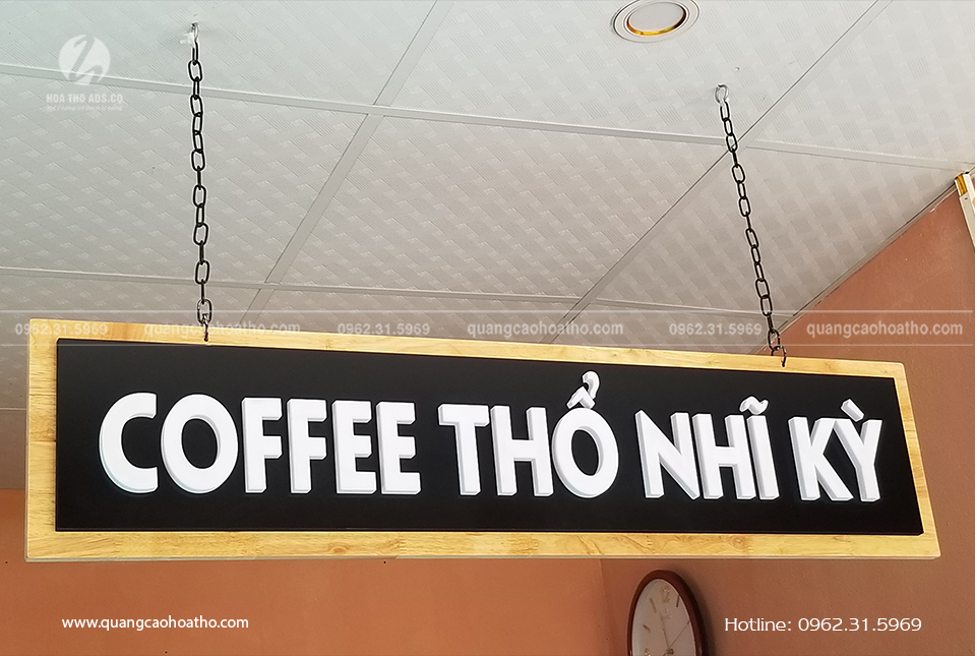 HOA THO ADS.CO
0962.31.5969 quangcaohoatho.com 0962.31.5969 quangcaohoatho.com 0962.31.5969 quangcaohoatho.com
COFFEE THỔ NHĨ KỲ
www.quangcaohoatho.com
Hotline: 0962.31.5969